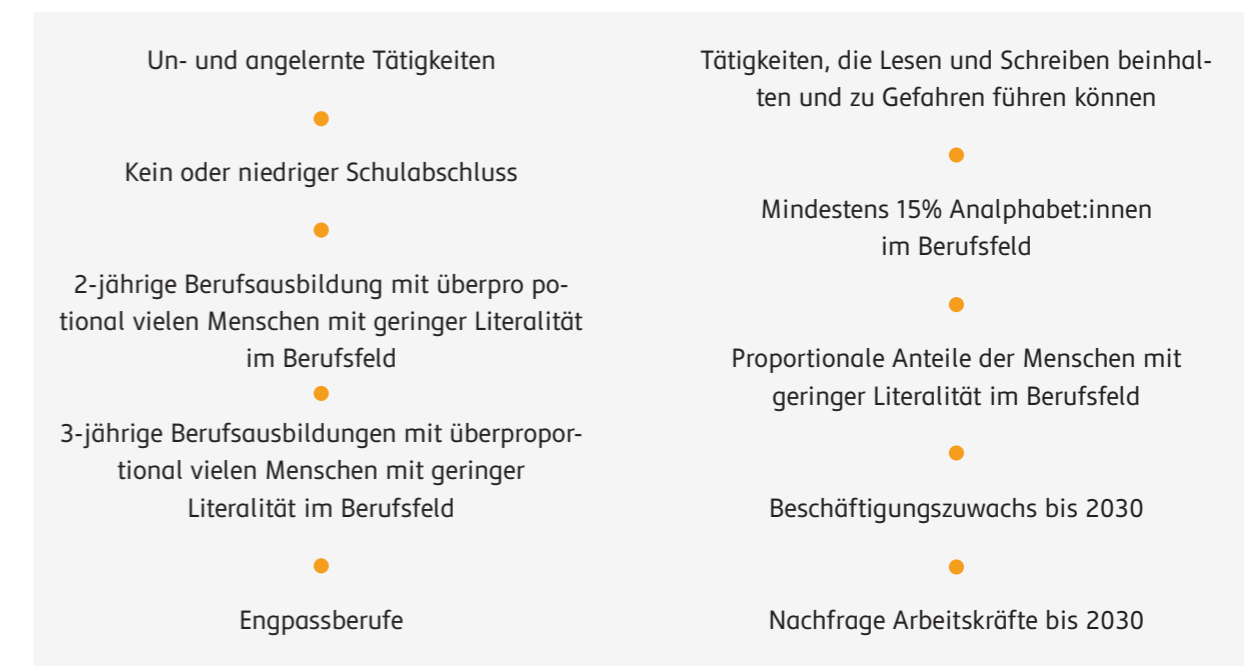 Un- und angelernte Tätigkeiten
Kein oder niedriger Schulabschluss
2-jährige Berufsausbildung mit überpro po-
tional vielen Menschen mit geringer Literalität
im Berufsfeld
3-jährige Berufsausbildungen mit überpropor-
tional vielen Menschen mit geringer
Literalität im Berufsfeld
Engpassberufe
Tätigkeiten, die Lesen und Schreiben beinhal-
ten und zu Gefahren führen können
Mindestens 15% Analphabet:innen
im Berufsfeld
Proportionale Anteile der Menschen mit
geringer Literalität im Berufsfeld
Beschäftigungszuwachs bis 2030
Nachfrage Arbeitskräfte bis 2030